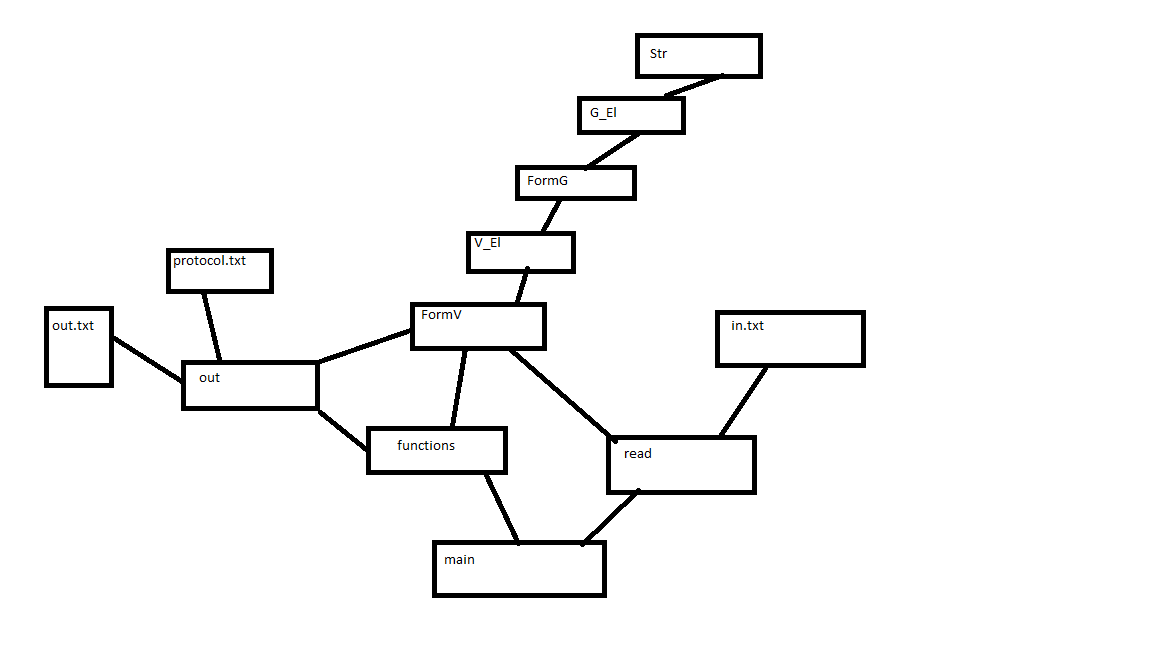 Str
G_El
FormG
V_El
protocol.txt
FormV
out.txt
in.txt
out
functions
read
main